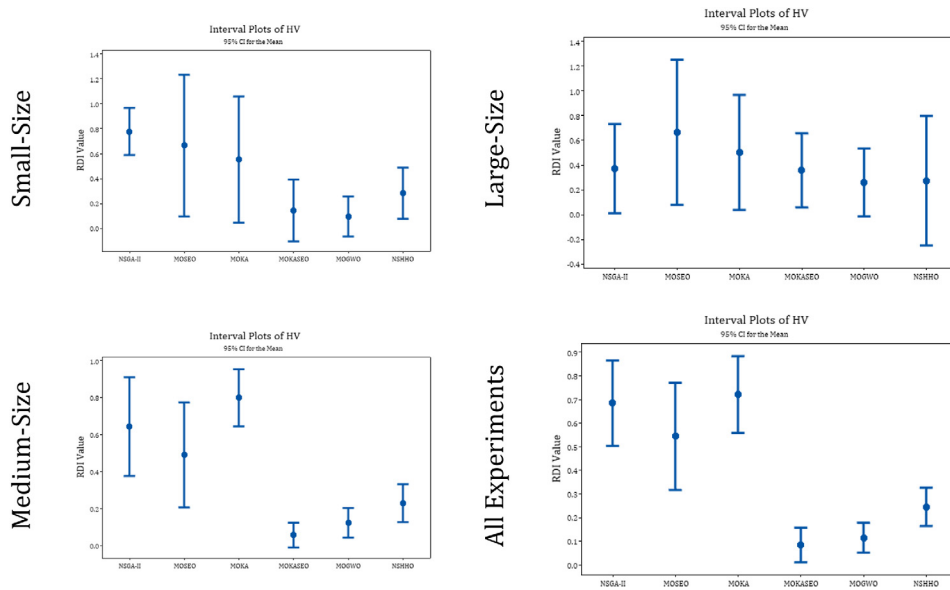 Small-Size
Interval Plots of HV
95% CI for the Mean
RDI Value
1.4
1.2
1.0
0.8
0.6
0.4
0.2
0.0
NSGA-II MOSEO MOKA MOKASEO MOGWO NSHHO
Large-Size
Interval Plots of HV
95% CI for the Mean
RDI Value
1.4
1.2
1.0
0.8
0.6
0.4
0.2
0.0
-0.2
-0.4
NSGA-II MOSEO MOKA MOKASEO MOGWO NSHHO
Medium-Size
Interval Plots of HV
95% CI for the Mean
RDI Value
1.0
0.8
0.6
0.4
0.2
0.0
NSGA-II MOSEO MOKA MOKASEO MOGWO NSHHO
All Experiments
Interval Plots of HV
95% CI for the Mean
RDI Value
0.9
0.8
0.7
0.6
0.5
0.4
0.3
0.2
0.1
0.0
NSGA-II MOSEO MOKA MOKASEO MOGWO NSHHO